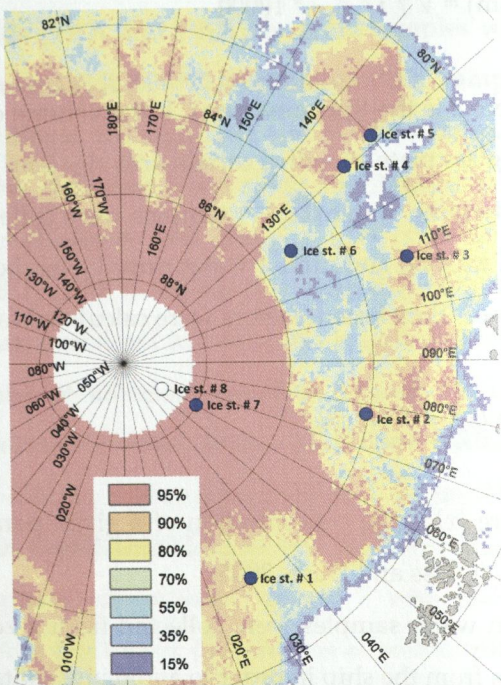 82°N
180°E
170°E
84°N
150°E
140°E
80°N
Ice st. # 5
Ice st. # 4
160°W
170°W
86°N
130°E
160°E
110°E
Ice st. # 6
Ice st. # 3
150°W
140°W
130°W
88°N
100°E
120°W
110°W
100°W
090°E
080°W
050°W
Ice st. # 8
060°W
Ice st. # 7
080°E
040°W
Ice st. # 2
030°W
070°E
020°W
95%
90%
80%
70%
55%
35%
15%
060°E
Ice st. # 1
050°E
040°E
030°E
020°E
010°W